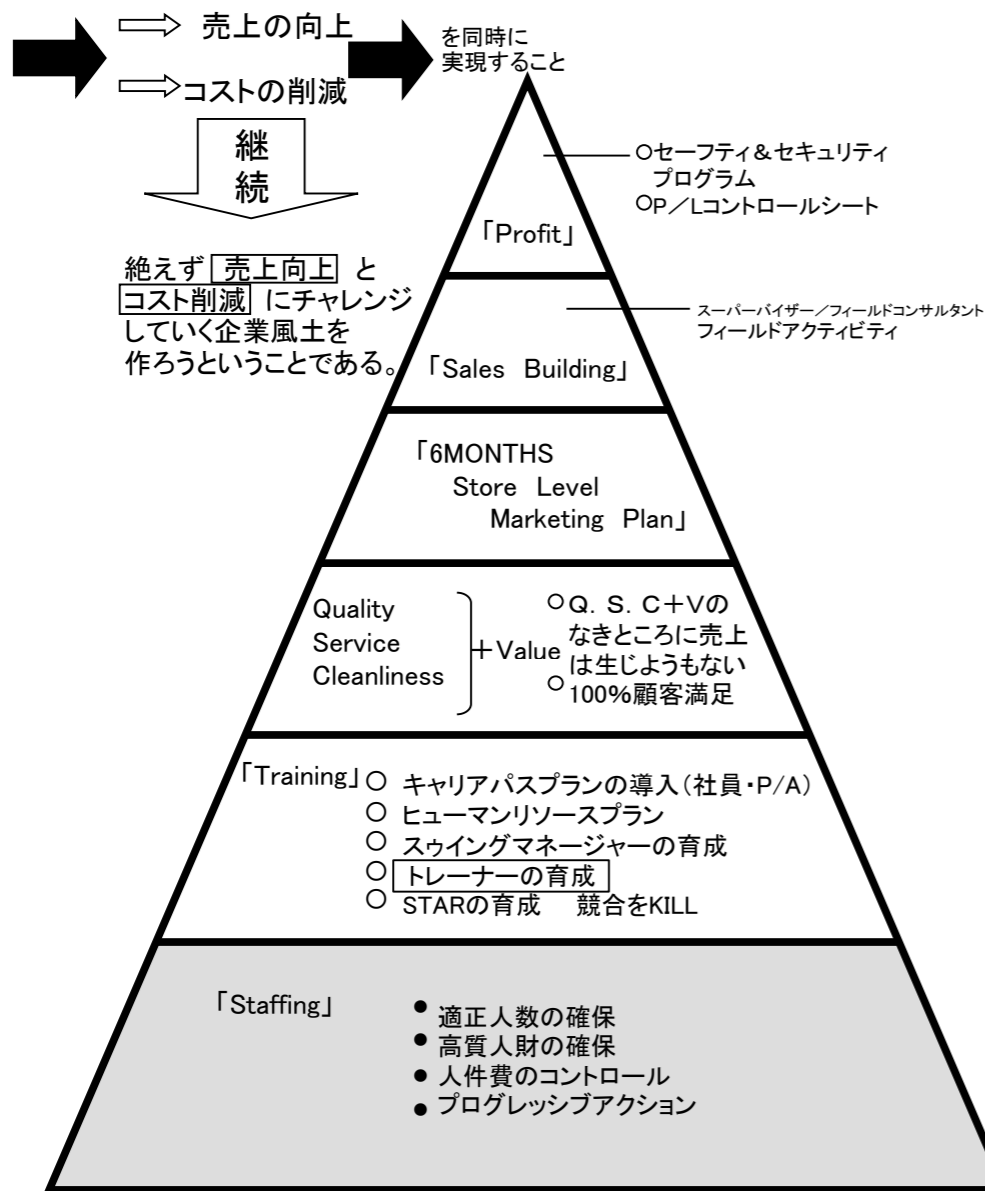 売上の向上
を同時に
実現すること
コストの削減
継
続
絶えず 売上向上 と
コスト削減 にチャレンジ
していく企業風土を
作ろうということである。
○セーフティ&セキュリティ
プログラム
○P/Lコントロールシート
「Profit」
スーパーバイザー/フィールドコンサルタント
フィールドアクティビティ
「Sales Building」
「6MONTHS
Store Level
Marketing Plan」
Quality
Service
Cleanliness
+Value
○Q.S.C+Vの
なきところに売上
は生じようもない
○100%顧客満足
「Training」
○ キャリアパスプランの導入(社員・P/A)
○ ヒューマンリソースプラン
○ スゥイングマネージャーの育成
○ トレーナーの育成
○ STARの育成 競合をKILL
「Staffing」
● 適正人数の確保
● 高質人財の確保
● 人件費のコントロール
● プログレッシブアクション